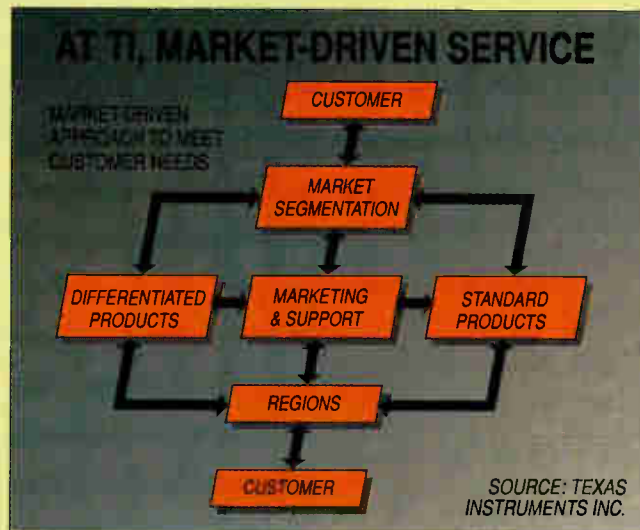 AT TI, MARKET-DRIVEN SERVICE
MARKET-DRIVEN
APPROACH TO MEET
CUSTOMER NEEDS
CUSTOMER
MARKET
SEGMENTATION
DIFFERENTIATED
PRODUCTS
MARKETING
& SUPPORT
STANDARD
PRODUCTS
REGIONS
CUSTOMER
SOURCE: TEXAS
INSTRUMENTS INC.